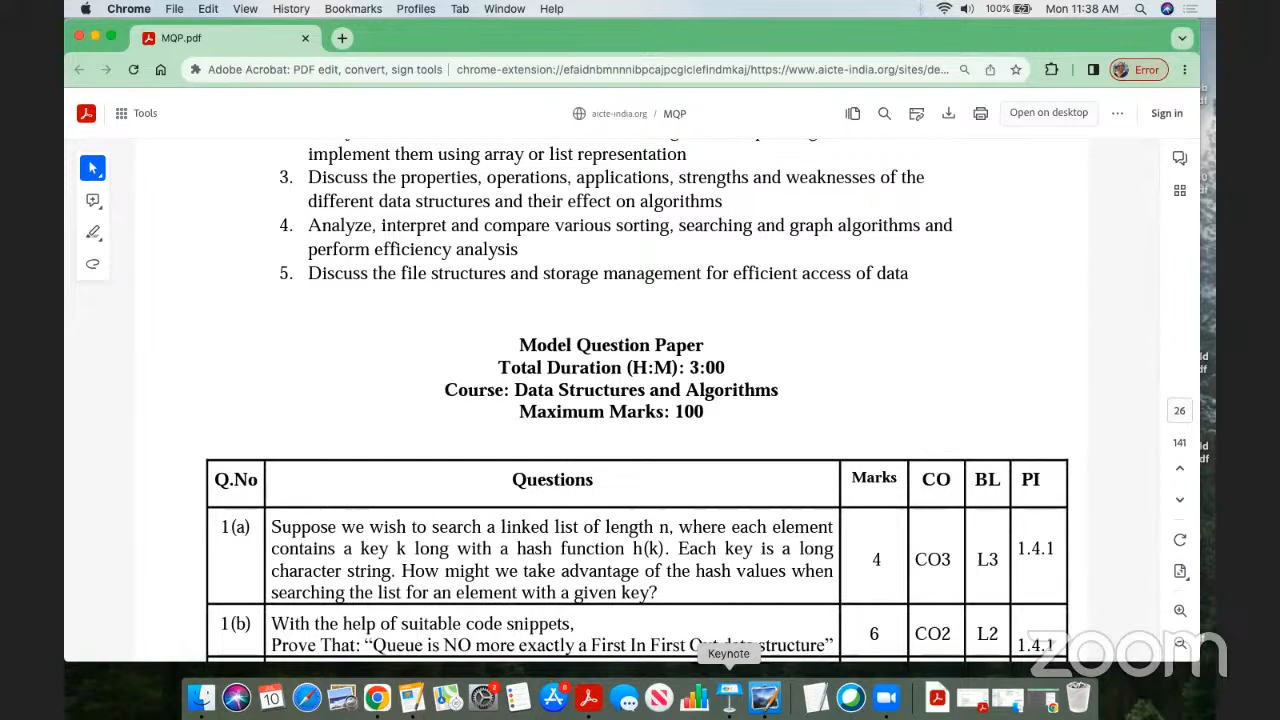 Chrome File Edit View History Bookmarks Profiles Tab Window Help 100% Mon 11:38 AM
MQP.pdf
Adobe Acrobat: PDF edit, convert, sign tools chrome-extension://efaidnbmnnnibpcajpcglclefindmkaj/https://www.aicte-india.org/sites/de... Error
Tools aicte-india.org / MQP Open on desktop Sign in
implement them using array or list representation
3. Discuss the properties, operations, applications, strengths and weaknesses of the
different data structures and their effect on algorithms
4. Analyze, interpret and compare various sorting, searching and graph algorithms and
perform efficiency analysis
5. Discuss the file structures and storage management for efficient access of data
Model Question Paper
Total Duration (H:M): 3:00
Course: Data Structures and Algorithms
Maximum Marks: 100
26
141
Q.No Questions Marks CO BL PI
1(a) Suppose we wish to search a linked list of length n, where each element
contains a key k long with a hash function h(k). Each key is a long
character string. How might we take advantage of the hash values when
searching the list for an element with a given key?
4 CO3 L3 1.4.1
1(b) With the help of suitable code snippets,
Prove That: “Queue is NO more exactly a First In First Out data structure”
6 CO2 L2 1.4.1
Keynote
zoom